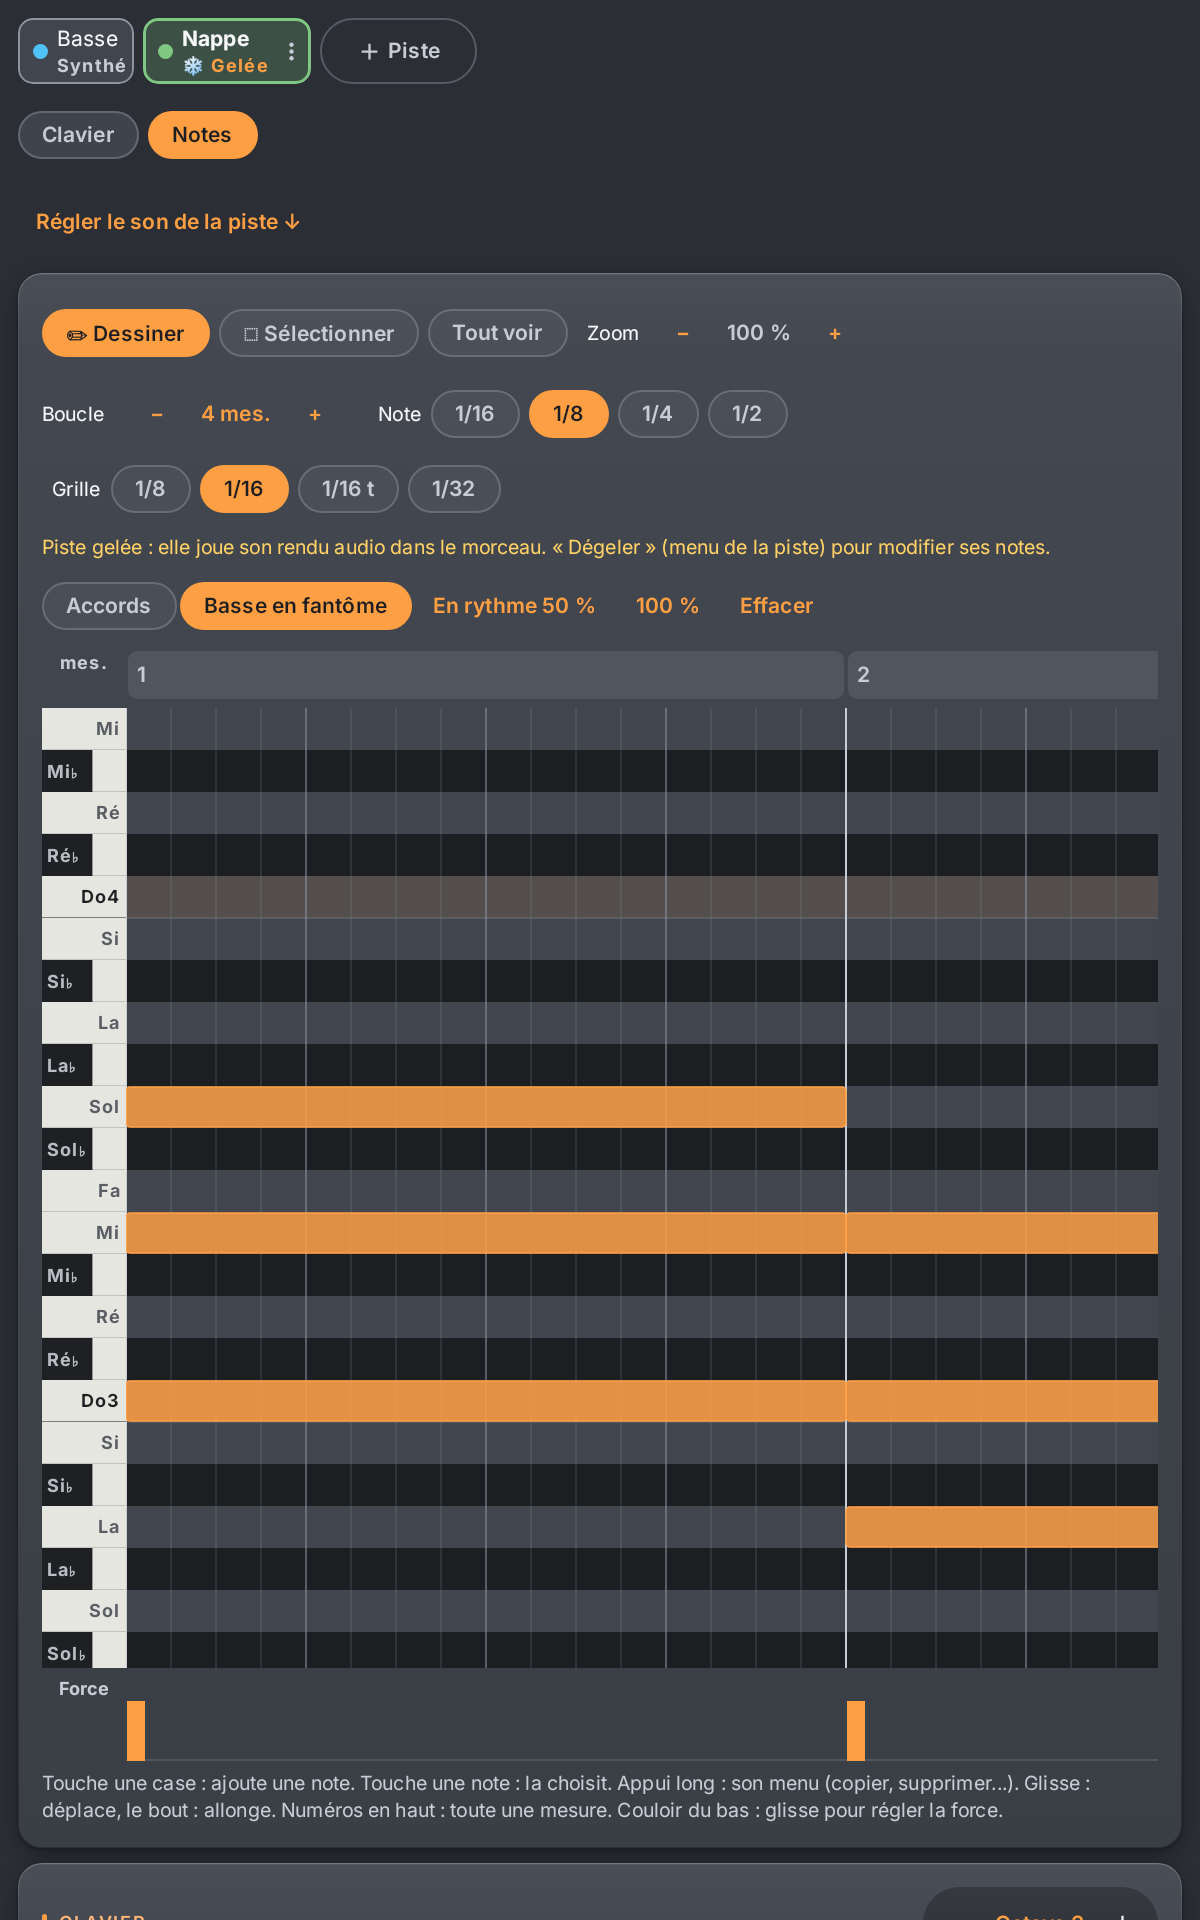 Basse
Synthé
Nappe
❄ Gelée
+ Piste
Clavier
Notes
Régler le son de la piste ↓
✏ Dessiner
Sélectionner
Tout voir
Zoom
–
100 %
+
Boucle
–
4 mes.
+
Note
1/16
1/8
1/4
1/2
Grille
1/8
1/16
1/16 t
1/32
Piste gelée : elle joue son rendu audio dans le morceau. « Dégeler » (menu de la piste) pour modifier ses notes.
Accords
Basse en fantôme
En rythme 50 %
100 %
Effacer
mes.
1
2
Mi
Mi♭
Ré
Ré♭
Do4
Si
Si♭
La
La♭
Sol
Sol♭
Fa
Mi
Mi♭
Ré
Ré♭
Do3
Si
Si♭
La
La♭
Sol
Sol♭
Force
Touche une case : ajoute une note. Touche une note : la choisit. Appui long : son menu (copier, supprimer…). Glisse :
déplace, le bout : allonge. Numéros en haut : toute une mesure. Couloir du bas : glisse pour régler la force.
CLAVIER